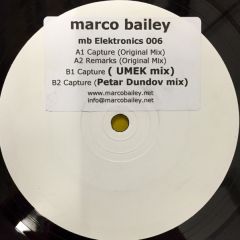 marco bailey
mb Elektronics 006
A1 Capture (Original Mix)
A2 Remarks (Original Mix)
B1 Capture ( UMEK mix)
B2 Capture (Petar Dundov mix)
www.marcobailey.net
info@marcobailey.net